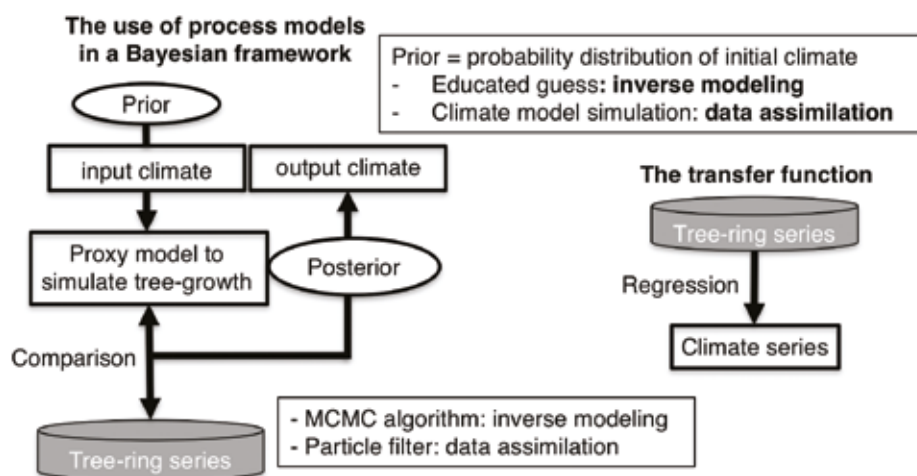 The use of process models
in a Bayesian framework
Prior = probability distribution of initial climate
- Educated guess: inverse modeling
- Climate model simulation: data assimilation
Prior
input climate
output climate
Proxy model to
simulate tree-growth
Posterior
Comparison
Tree-ring series
- MCMC algorithm: inverse modeling
- Particle filter: data assimilation
The transfer function
Tree-ring series
Regression
Climate series